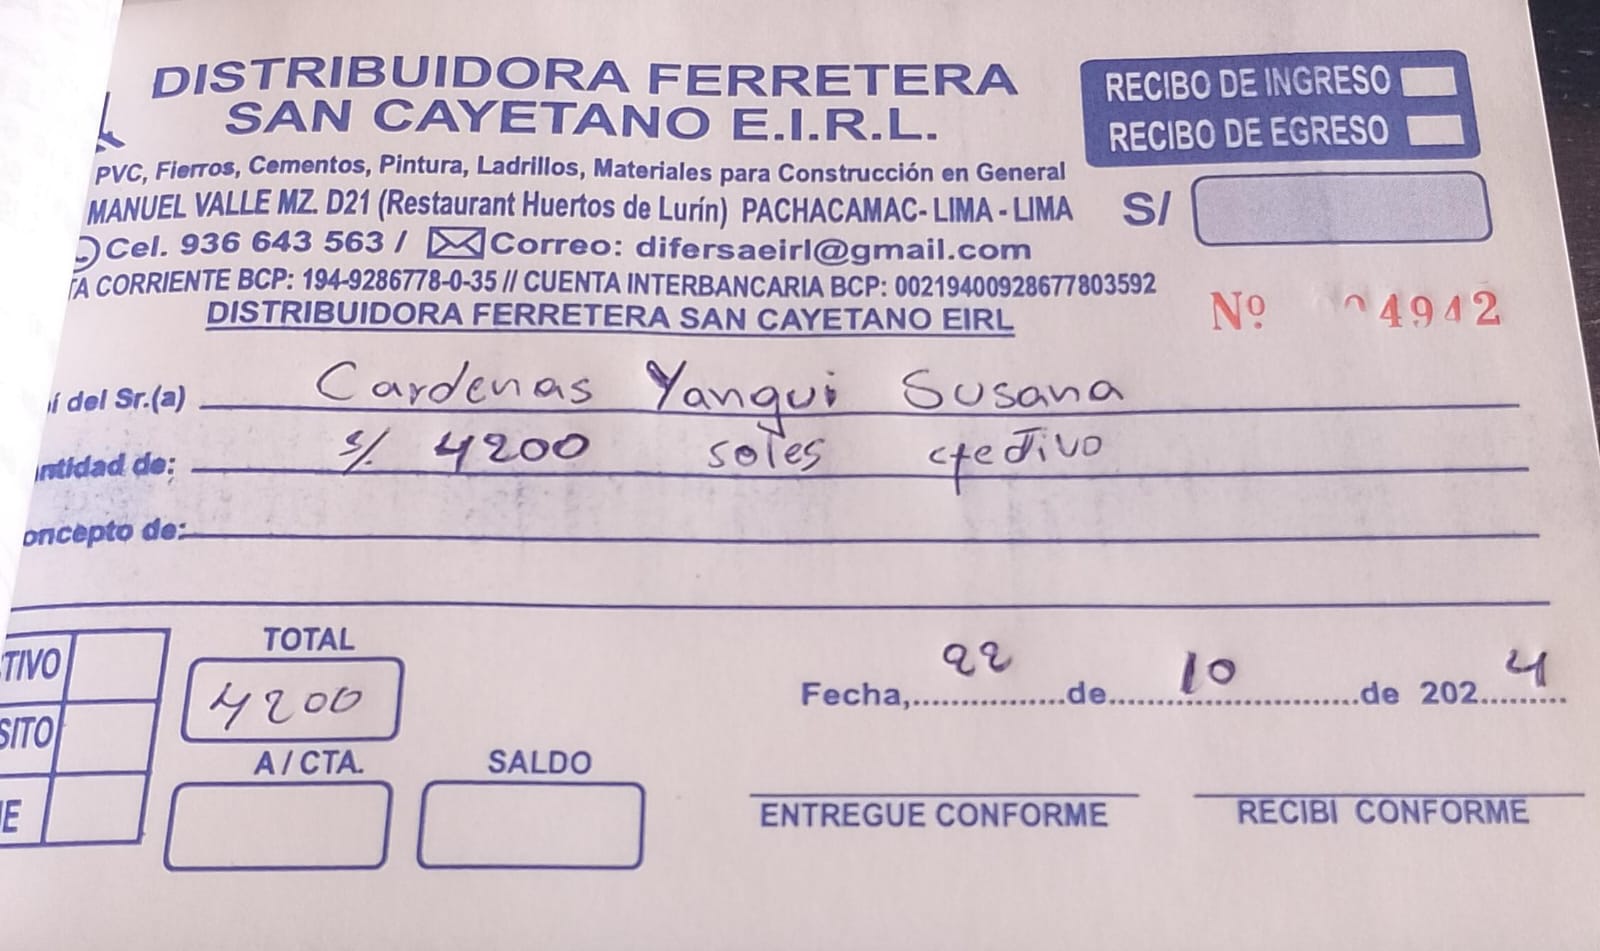 DISTRIBUIDORA FERRETERA
SAN CAYETANO E.I.R.L.
RECIBO DE INGRESO
RECIBO DE EGRESO
PVC, Fierros, Cementos, Pintura, Ladrillos, Materiales para Construcción en General
MANUEL VALLE MZ. D21 (Restaurant Huertos de Lurín) PACHACAMAC- LIMA - LIMA
S/
Cel. 936 643 563 / Correo: difersaeirl@gmail.com
TA CORRIENTE BCP: 194-9286778-0-35 // CUENTA INTERBANCARIA BCP: 00219400928677803592
Nº 4942
DISTRIBUIDORA FERRETERA SAN CAYETANO EIRL
í del Sr.(a) Cardenas Yanqui Susana
ntidad de: s/. 4200 soles efectivo
oncepto de:
TIVO
SITO
E
TOTAL
4200
A / CTA.
SALDO
Fecha, 22 de 10 de 2024
ENTREGUE CONFORME
RECIBI CONFORME